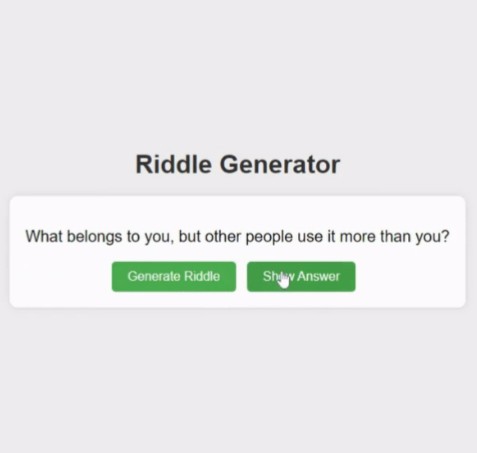 Riddle Generator
What belongs to you, but other people use it more than you?
Generate Riddle
Show Answer